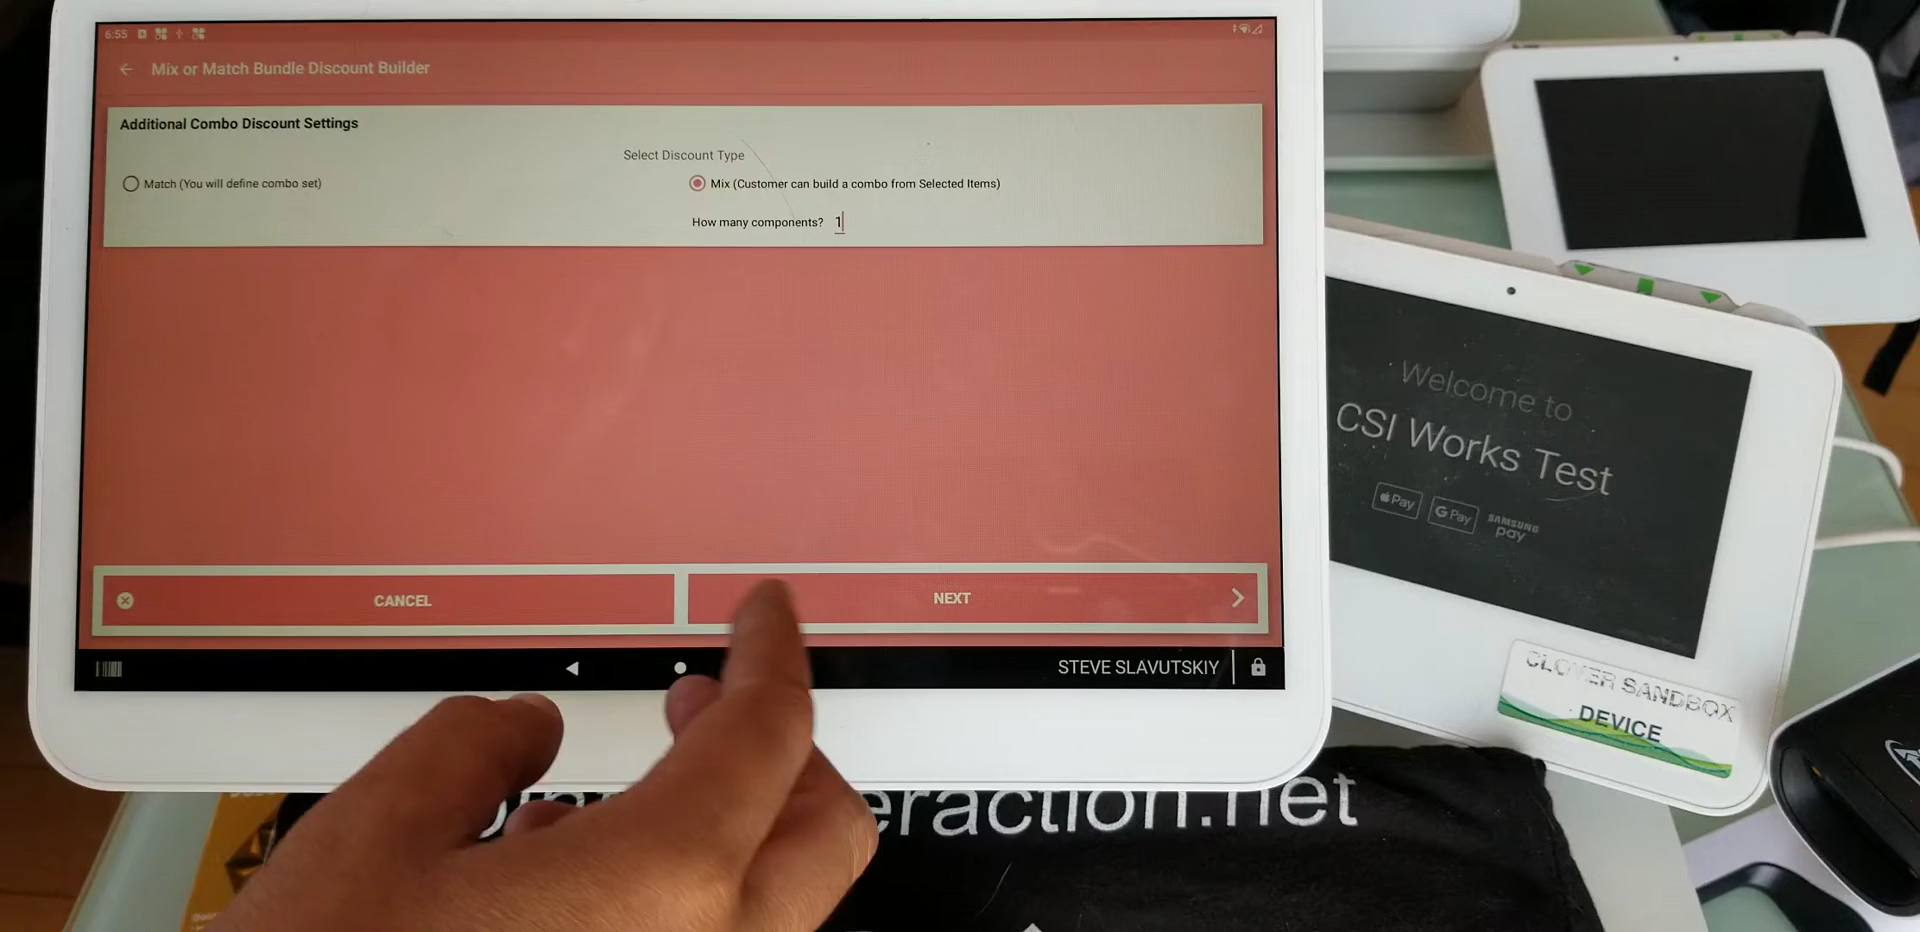 6:55
Mix or Match Bundle Discount Builder
Additional Combo Discount Settings
Select Discount Type
Match (You will define combo set)
Mix (Customer can build a combo from Selected Items)
How many components? 1
CANCEL
NEXT
STEVE SLAVUTSKIY
Welcome to
CSI Works Test
Pay
G Pay
SAMSUNG
pay
CLOVER SANDBOX
DEVICE
eraction.net